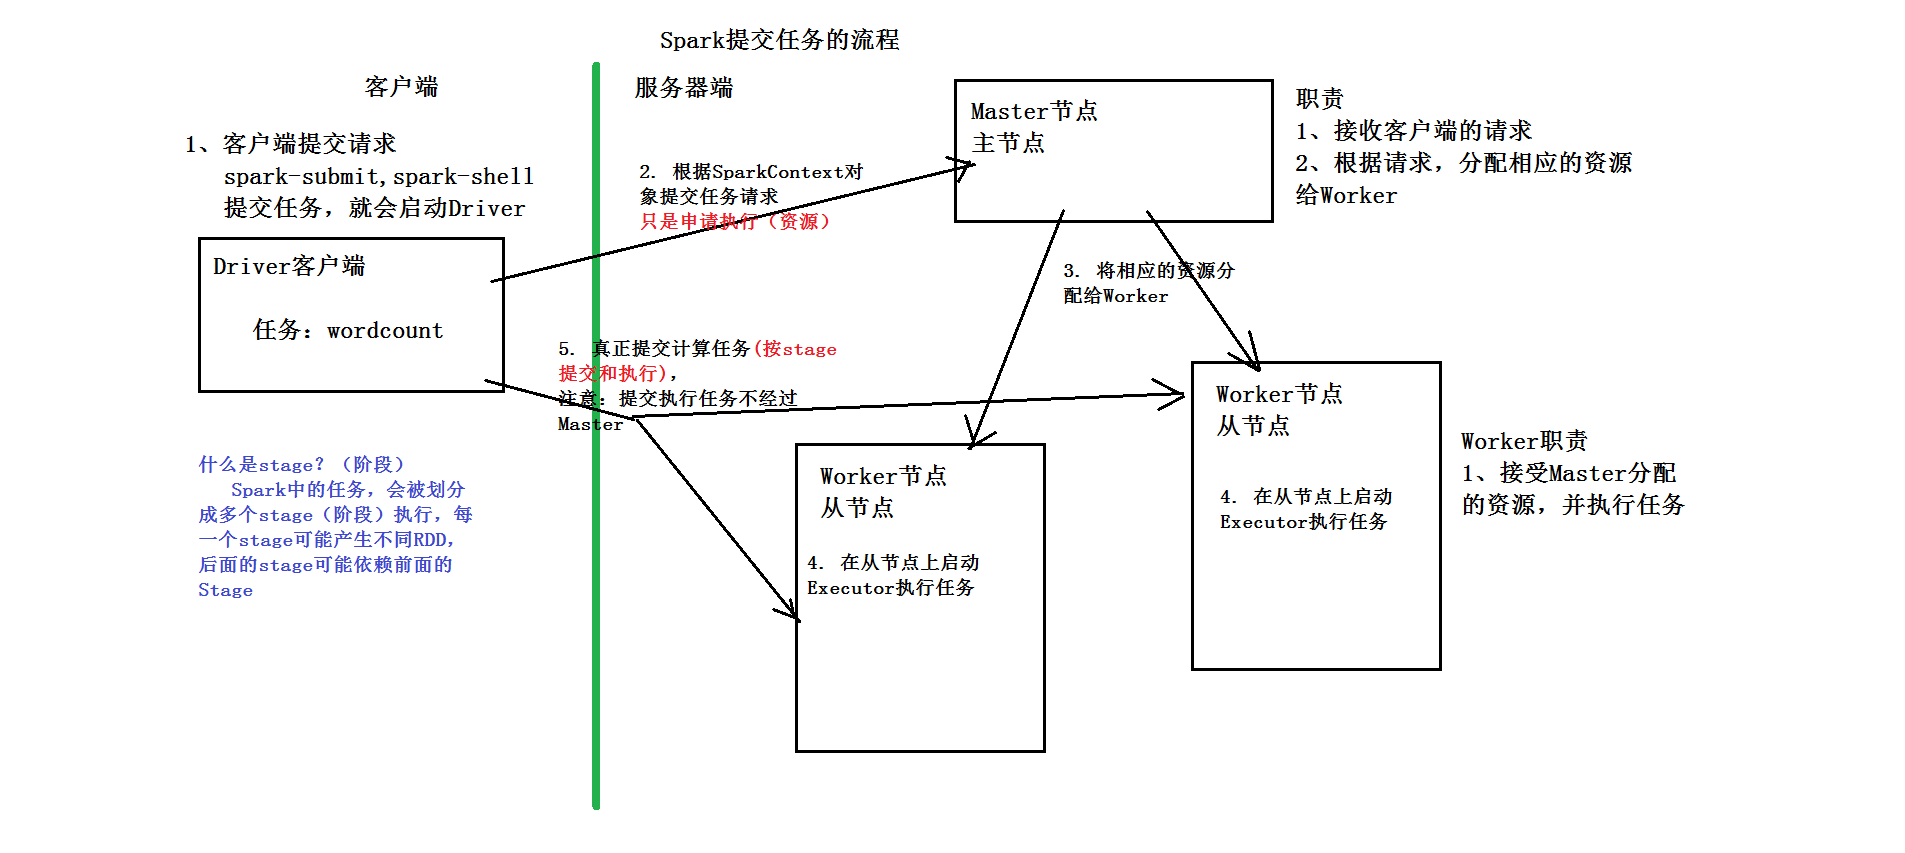 Spark提交任务的流程
客户端
服务器端
1、客户端提交请求
spark-submit,spark-shell
提交任务，就会启动Driver
Driver客户端
任务：wordcount
什么是stage？（阶段）
Spark中的任务，会被划分
成多个stage（阶段）执行，每
一个stage可能产生不同RDD，
后面的stage可能依赖前面的
Stage
2. 根据SparkContext对
象提交任务请求
只是申请执行（资源）
Master节点
主节点
职责
1、接收客户端的请求
2、根据请求，分配相应的资源
给Worker
3. 将相应的资源分
配给Worker
5. 真正提交计算任务(按stage
提交和执行)，
注意：提交执行任务不经过
Master
Worker节点
从节点
4. 在从节点上启动
Executor执行任务
Worker节点
从节点
4. 在从节点上启动
Executor执行任务
Worker职责
1、接受Master分配
的资源，并执行任务